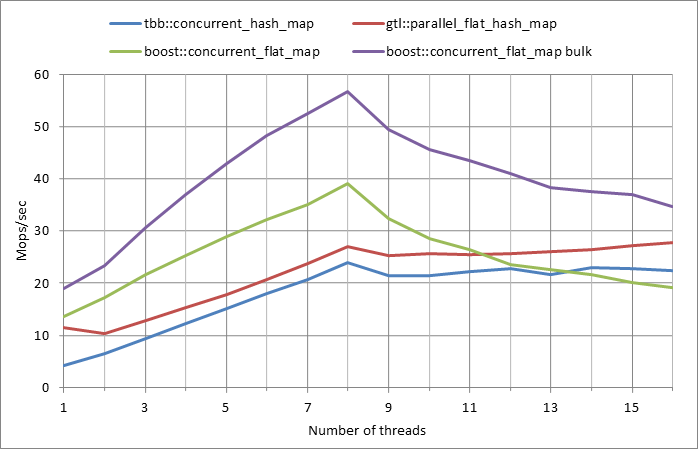 tbb::concurrent_hash_map gtl::parallel_flat_hash_map
boost::concurrent_flat_map boost::concurrent_flat_map bulk
60
50
40
30
20
10
0
Mops/sec
1 3 5 7 9 11 13 15
Number of threads